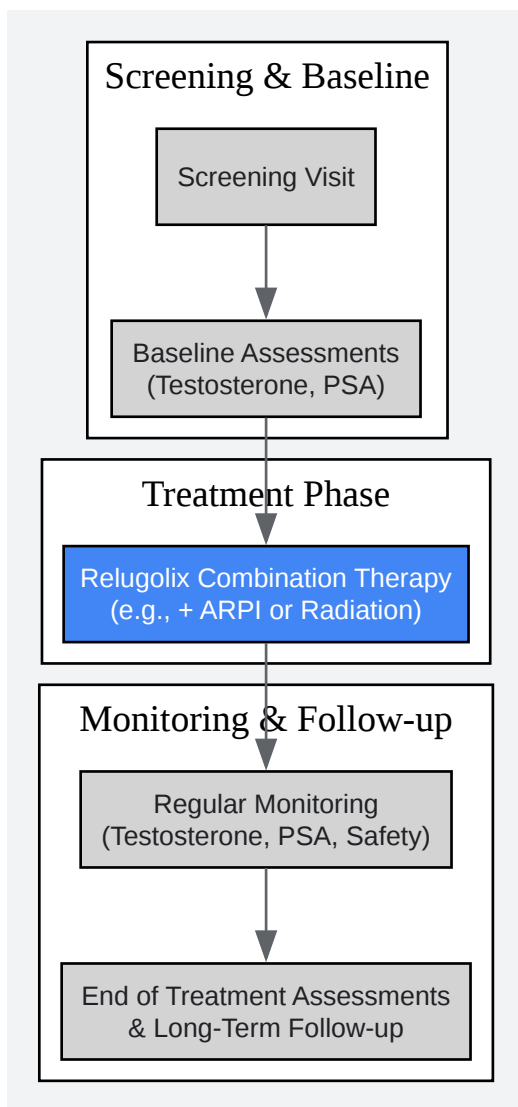 Screening & Baseline
Screening Visit
Baseline Assessments
(Testosterone, PSA)
Treatment Phase
Relugolix Combination Therapy
(e.g., + ARPI or Radiation)
Monitoring & Follow-up
Regular Monitoring
(Testosterone, PSA, Safety)
End of Treatment Assessments
& Long-Term Follow-up